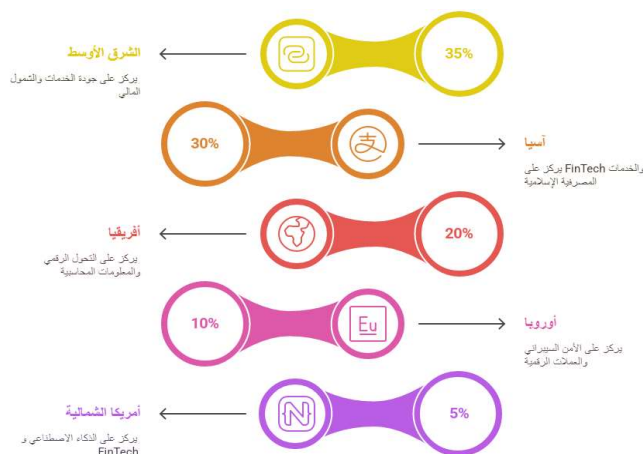 الشرق الأوسط
35%
يركز على جودة الخدمات والشمول
المالي
30%
آسيا
والخدمات FinTech يركز على
المصرفية الإسلامية
أفريقيا
20%
يركز على التحول الرقمي
والمعلومات المحاسبية
10%
Eu
أوروبا
يركز على الأمن السيبراني
والعملات الرقمية
أمريكا الشمالية
5%
يركز على الذكاء الاصطناعي و
FinTech